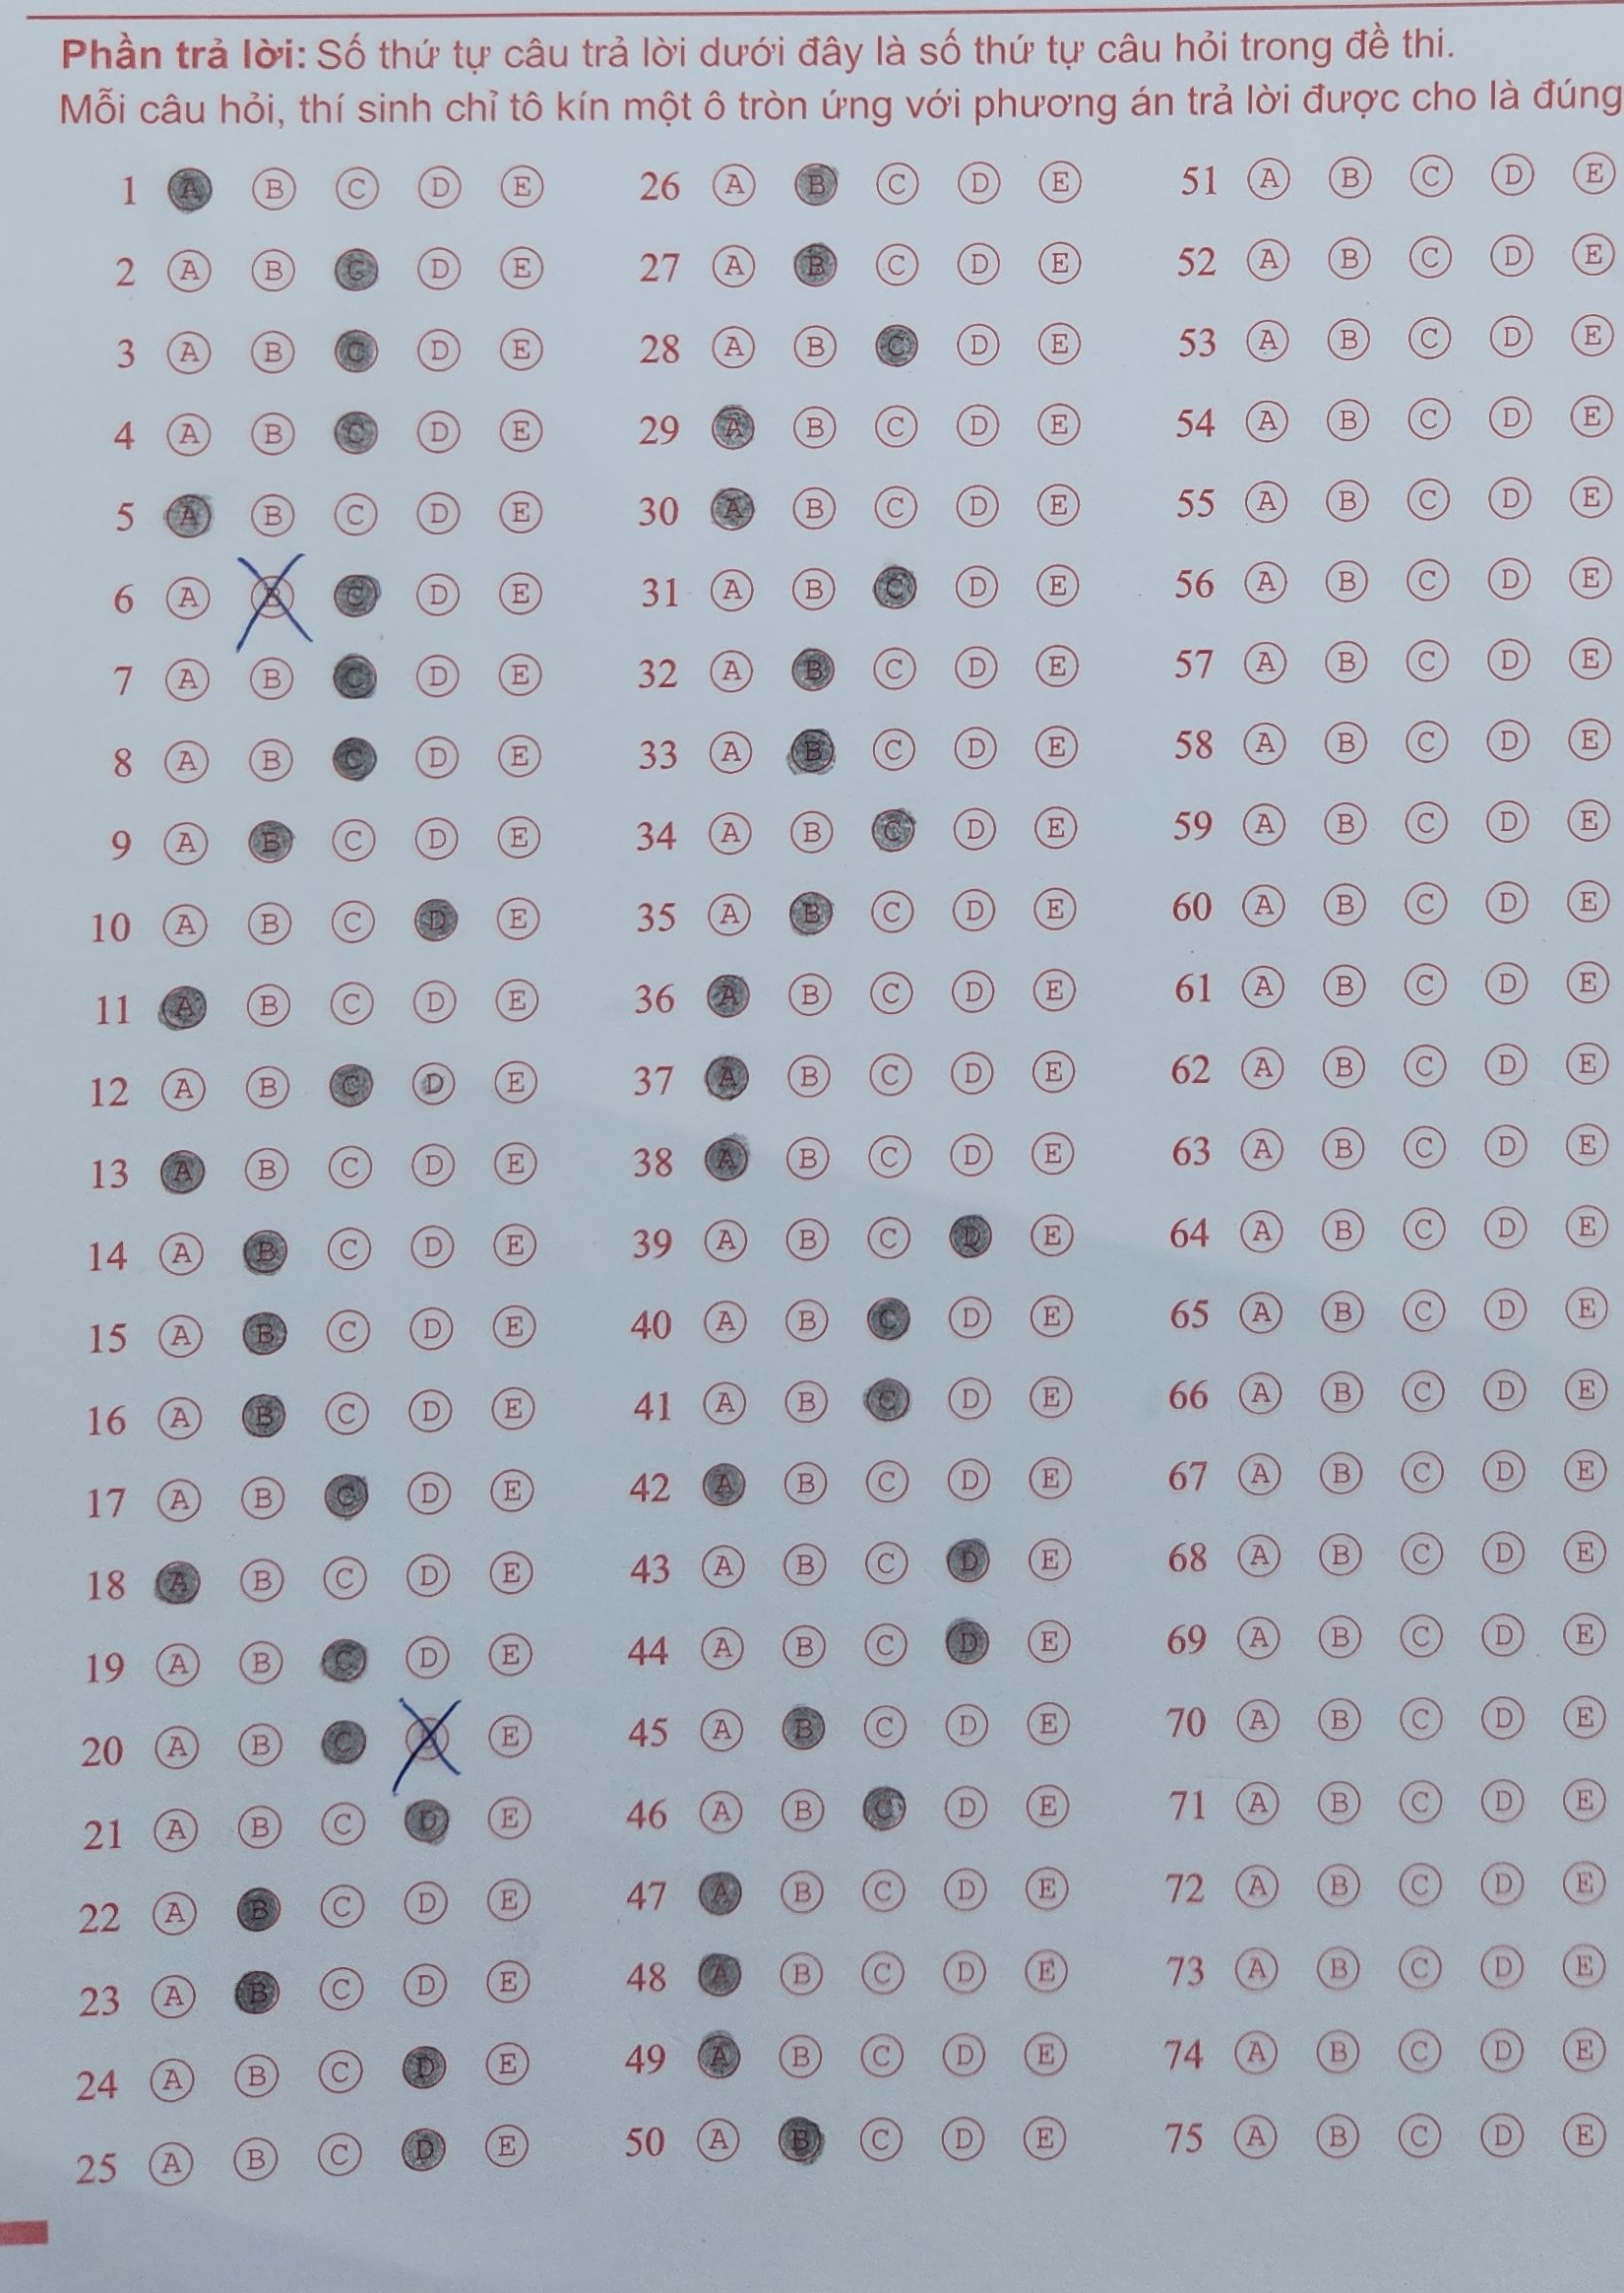 Phần trả lời: Số thứ tự câu trả lời dưới đây là số thứ tự câu hỏi trong đề thi.
Mỗi câu hỏi, thí sinh chỉ tô kín một ô tròn ứng với phương án trả lời được cho là đúng
1 A B C D E 26 A B C D E 51 A B C D E
2 A B C D E 27 A B C D E 52 A B C D E
3 A B C D E 28 A B C D E 53 A B C D E
4 A B C D E 29 A B C D E 54 A B C D E
5 A B C D E 30 A B C D E 55 A B C D E
6 A B C D E 31 A B C D E 56 A B C D E
7 A B C D E 32 A B C D E 57 A B C D E
8 A B C D E 33 A B C D E 58 A B C D E
9 A B C D E 34 A B C D E 59 A B C D E
10 A B C D E 35 A B C D E 60 A B C D E
11 A B C D E 36 A B C D E 61 A B C D E
12 A B C D E 37 A B C D E 62 A B C D E
13 A B C D E 38 A B C D E 63 A B C D E
14 A B C D E 39 A B C D E 64 A B C D E
15 A B C D E 40 A B C D E 65 A B C D E
16 A B C D E 41 A B C D E 66 A B C D E
17 A B C D E 42 A B C D E 67 A B C D E
18 A B C D E 43 A B C D E 68 A B C D E
19 A B C D E 44 A B C D E 69 A B C D E
20 A B C D E 45 A B C D E 70 A B C D E
21 A B C D E 46 A B C D E 71 A B C D E
22 A B C D E 47 A B C D E 72 A B C D E
23 A B C D E 48 A B C D E 73 A B C D E
24 A B C D E 49 A B C D E 74 A B C D E
25 A B C D E 50 A B C D E 75 A B C D E